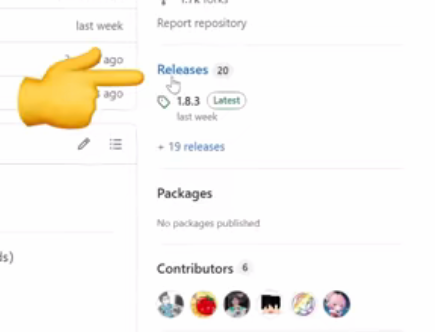 last week
Report repository
ago
Releases 20
ago
1.8.3 Latest
last week
+ 19 releases
Packages
No packages published
Contributors 6